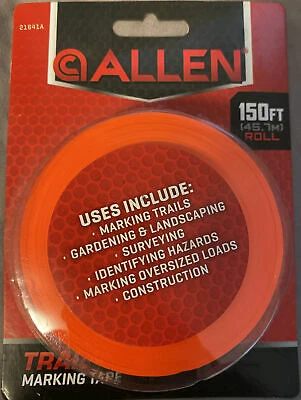 21641A
ALLEN
150FT
(45.7M)
ROLL
USES INCLUDE:
• MARKING TRAILS
• GARDENING & LANDSCAPING
• SURVEYING
• IDENTIFYING HAZARDS
• MARKING OVERSIZED LOADS
• CONSTRUCTION
TRA
MARKING TAPE